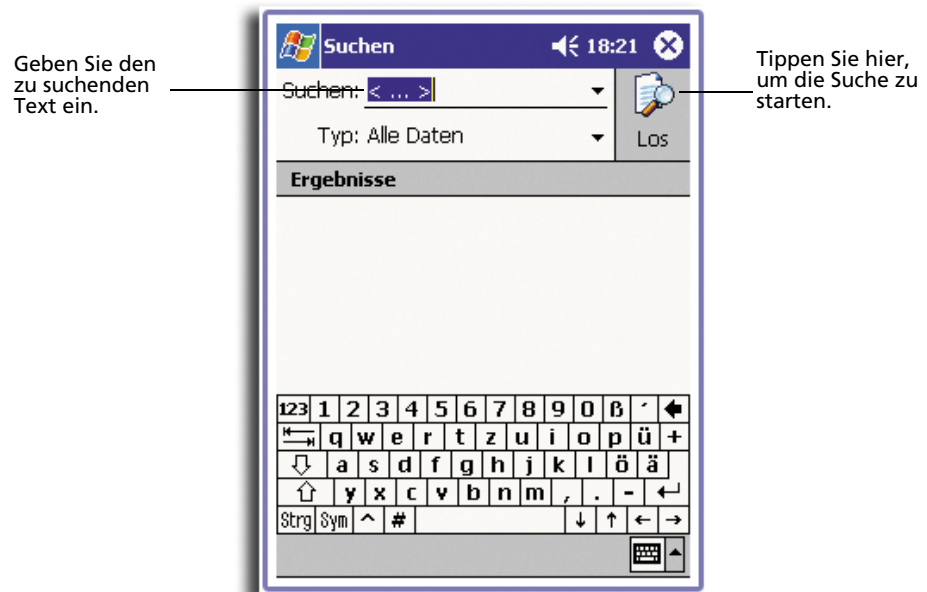 Geben Sie den
zu suchenden
Text ein.
Suchen 18:21
Suchen: < ... >
Typ: Alle Daten
Los
Tippen Sie hier,
um die Suche zu
starten.
Ergebnisse
123 1 2 3 4 5 6 7 8 9 0 ß ´
q w e r t z u i o p ü +
a s d f g h j k l ö ä
y x c v b n m , . -
Strg Sym ^ # ↓ ↑ ← →